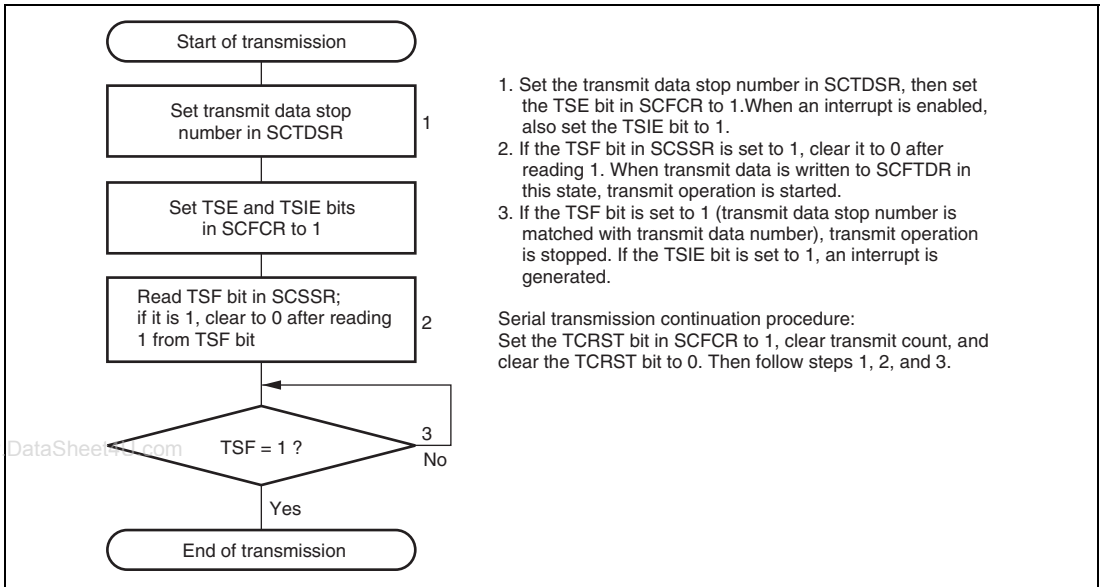 Start of transmission
Set transmit data stop
number in SCTDSR
1
Set TSE and TSIE bits
in SCFCR to 1
Read TSF bit in SCSSR;
if it is 1, clear to 0 after reading
1 from TSF bit
2
TSF = 1 ?
3
No
Yes
End of transmission
1. Set the transmit data stop number in SCTDSR, then set
the TSE bit in SCFCR to 1.When an interrupt is enabled,
also set the TSIE bit to 1.
2. If the TSF bit in SCSSR is set to 1, clear it to 0 after
reading 1. When transmit data is written to SCFTDR in
this state, transmit operation is started.
3. If the TSF bit is set to 1 (transmit data stop number is
matched with transmit data number), transmit operation
is stopped. If the TSIE bit is set to 1, an interrupt is
generated.
Serial transmission continuation procedure:
Set the TCRST bit in SCFCR to 1, clear transmit count, and
clear the TCRST bit to 0. Then follow steps 1, 2, and 3.
DataSheet4U.com